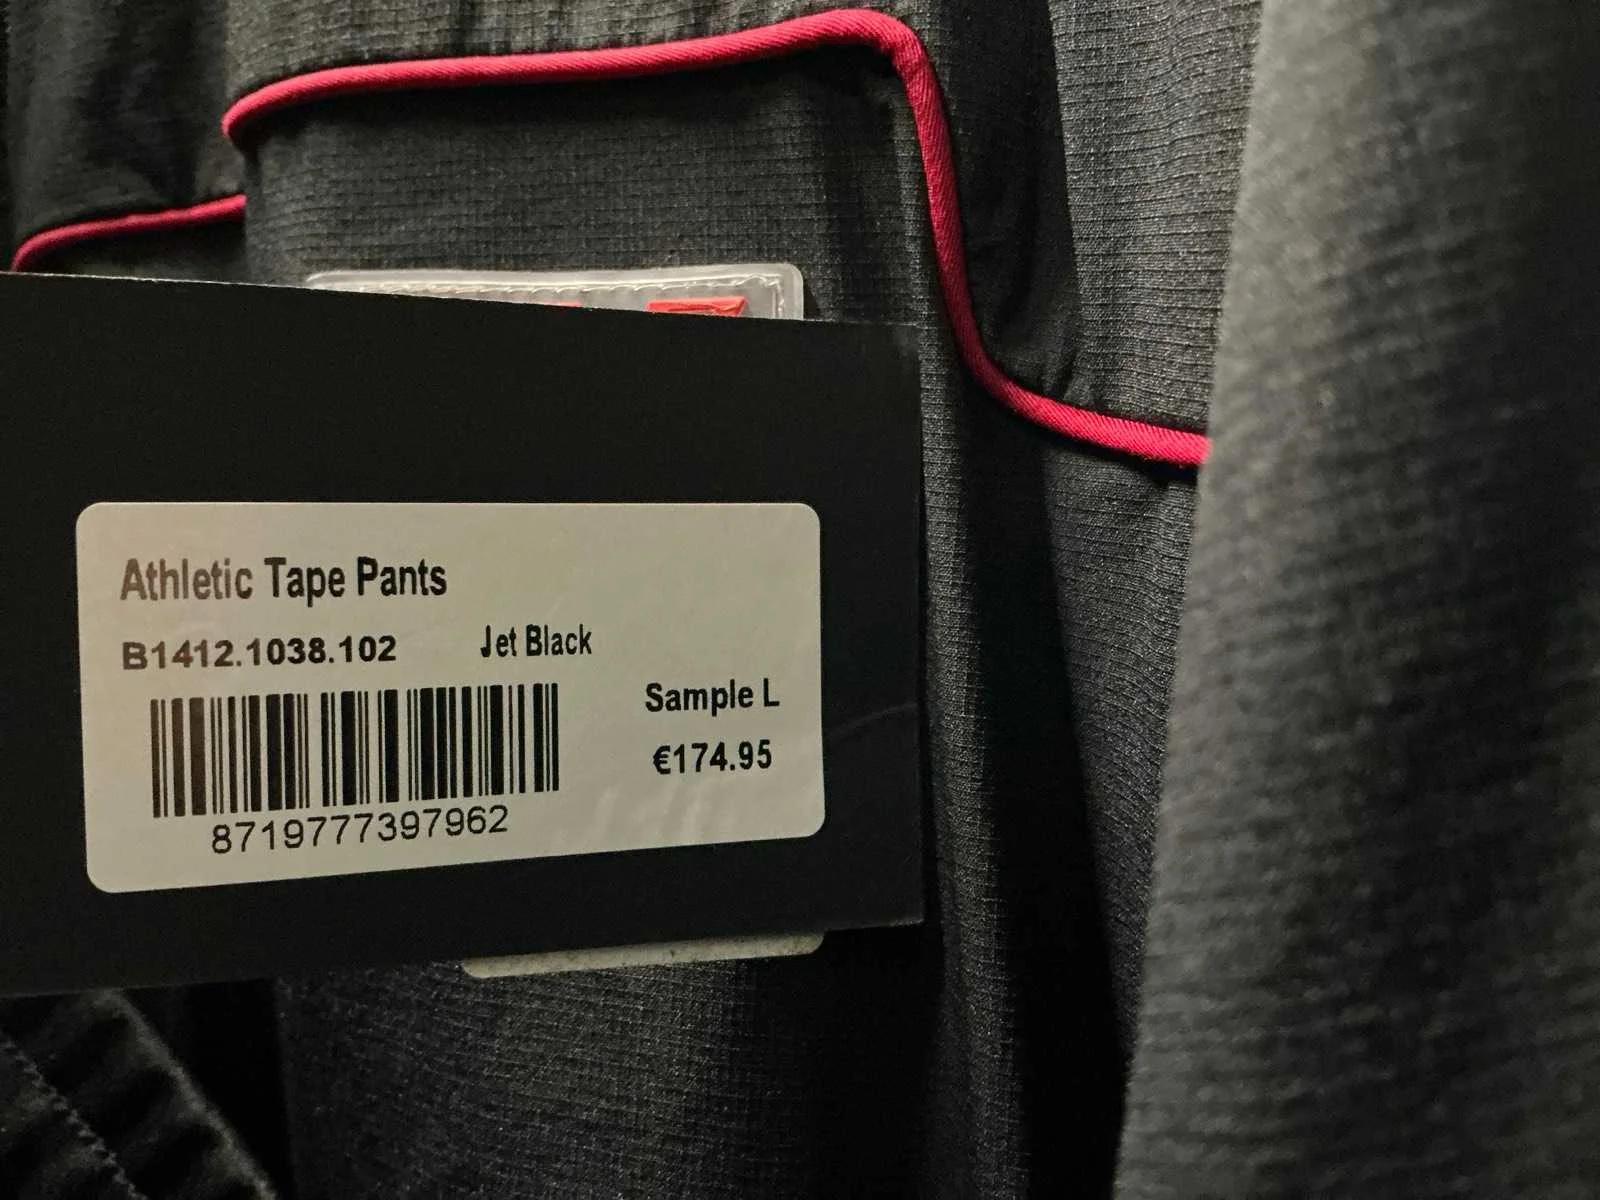 Athletic Tape Pants
B1412.1038.102 Jet Black
Sample L
€174.95
8719777397962